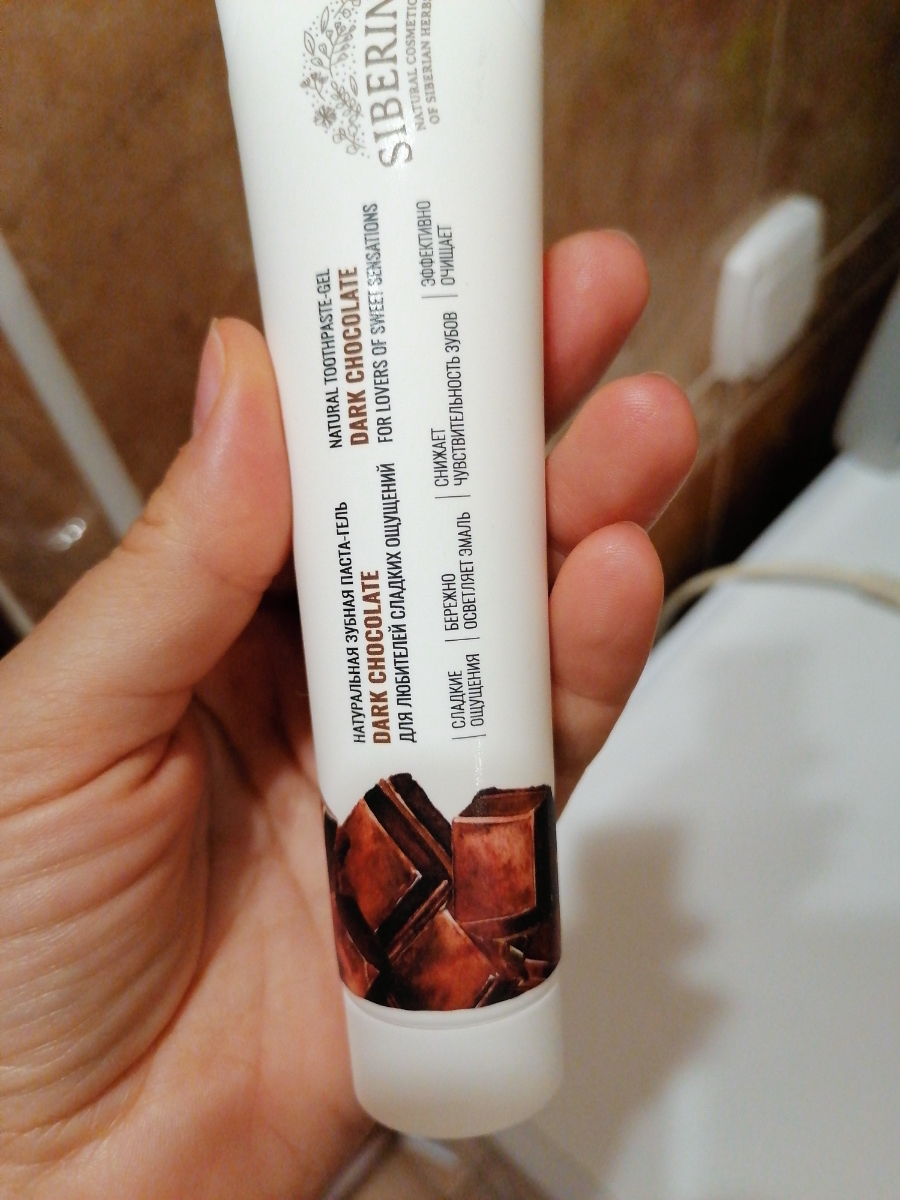 SIBERIN
NATURAL COSMETIC
OF SIBERIAN HERBS
НАТУРАЛЬНАЯ ЗУБНАЯ ПАСТА-ГЕЛЬ
DARK CHOCOLATE
ДЛЯ ЛЮБИТЕЛЕЙ СЛАДКИХ ОЩУЩЕНИЙ
NATURAL TOOTHPASTE-GEL
DARK CHOCOLATE
FOR LOVERS OF SWEET SENSATIONS
СЛАДКИЕ
ОЩУЩЕНИЯ
БЕРЕЖНО
ОСВЕТЛЯЕТ ЭМАЛЬ
СНИЖАЕТ
ЧУВСТВИТЕЛЬНОСТЬ ЗУБОВ
ЭФФЕКТИВНО
ОЧИЩАЕТ